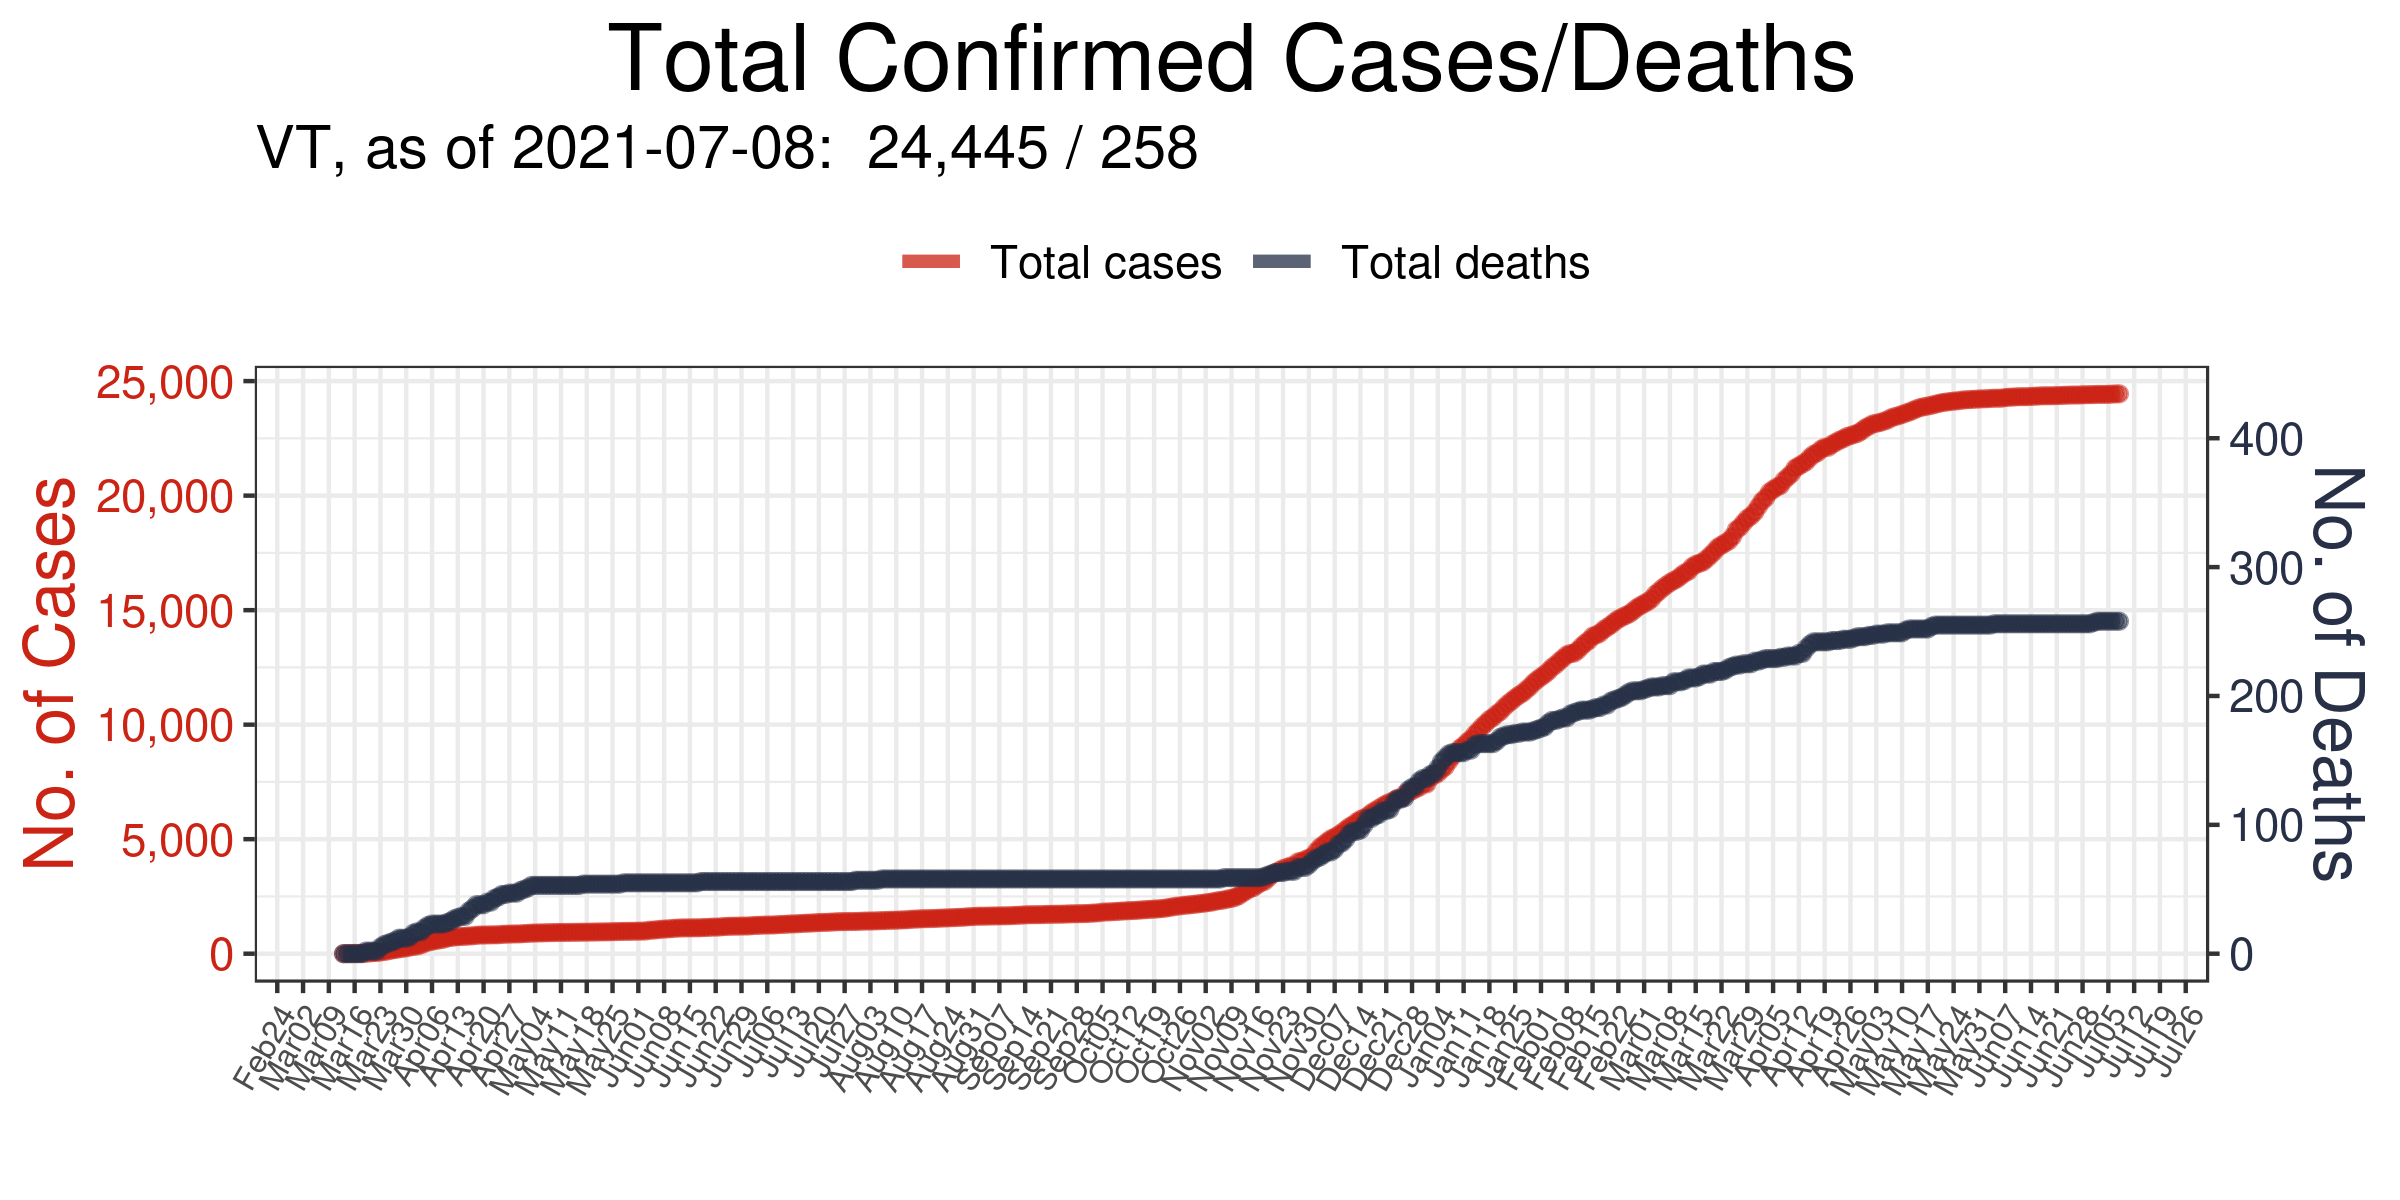 Total Confirmed Cases/Deaths
VT, as of 2021-07-08:  24,445 / 258
Total cases
Total deaths
No. of Cases
25,000
20,000
15,000
10,000
5,000
0
400
300
200
100
0
No. of Deaths
Feb24
Mar02
Mar09
Mar16
Mar23
Mar30
Apr06
Apr13
Apr20
Apr27
May04
May11
May18
May25
Jun01
Jun08
Jun15
Jun22
Jun29
Jul06
Jul13
Jul20
Jul27
Aug03
Aug10
Aug17
Aug24
Aug31
Sep07
Sep14
Sep21
Sep28
Oct05
Oct12
Oct19
Oct26
Nov02
Nov09
Nov16
Nov23
Nov30
Dec07
Dec14
Dec21
Dec28
Jan04
Jan11
Jan18
Jan25
Feb01
Feb08
Feb15
Feb22
Mar01
Mar08
Mar15
Mar22
Mar29
Apr05
Apr12
Apr19
Apr26
May03
May10
May17
May24
May31
Jun07
Jun14
Jun21
Jun28
Jul05
Jul12
Jul19
Jul26